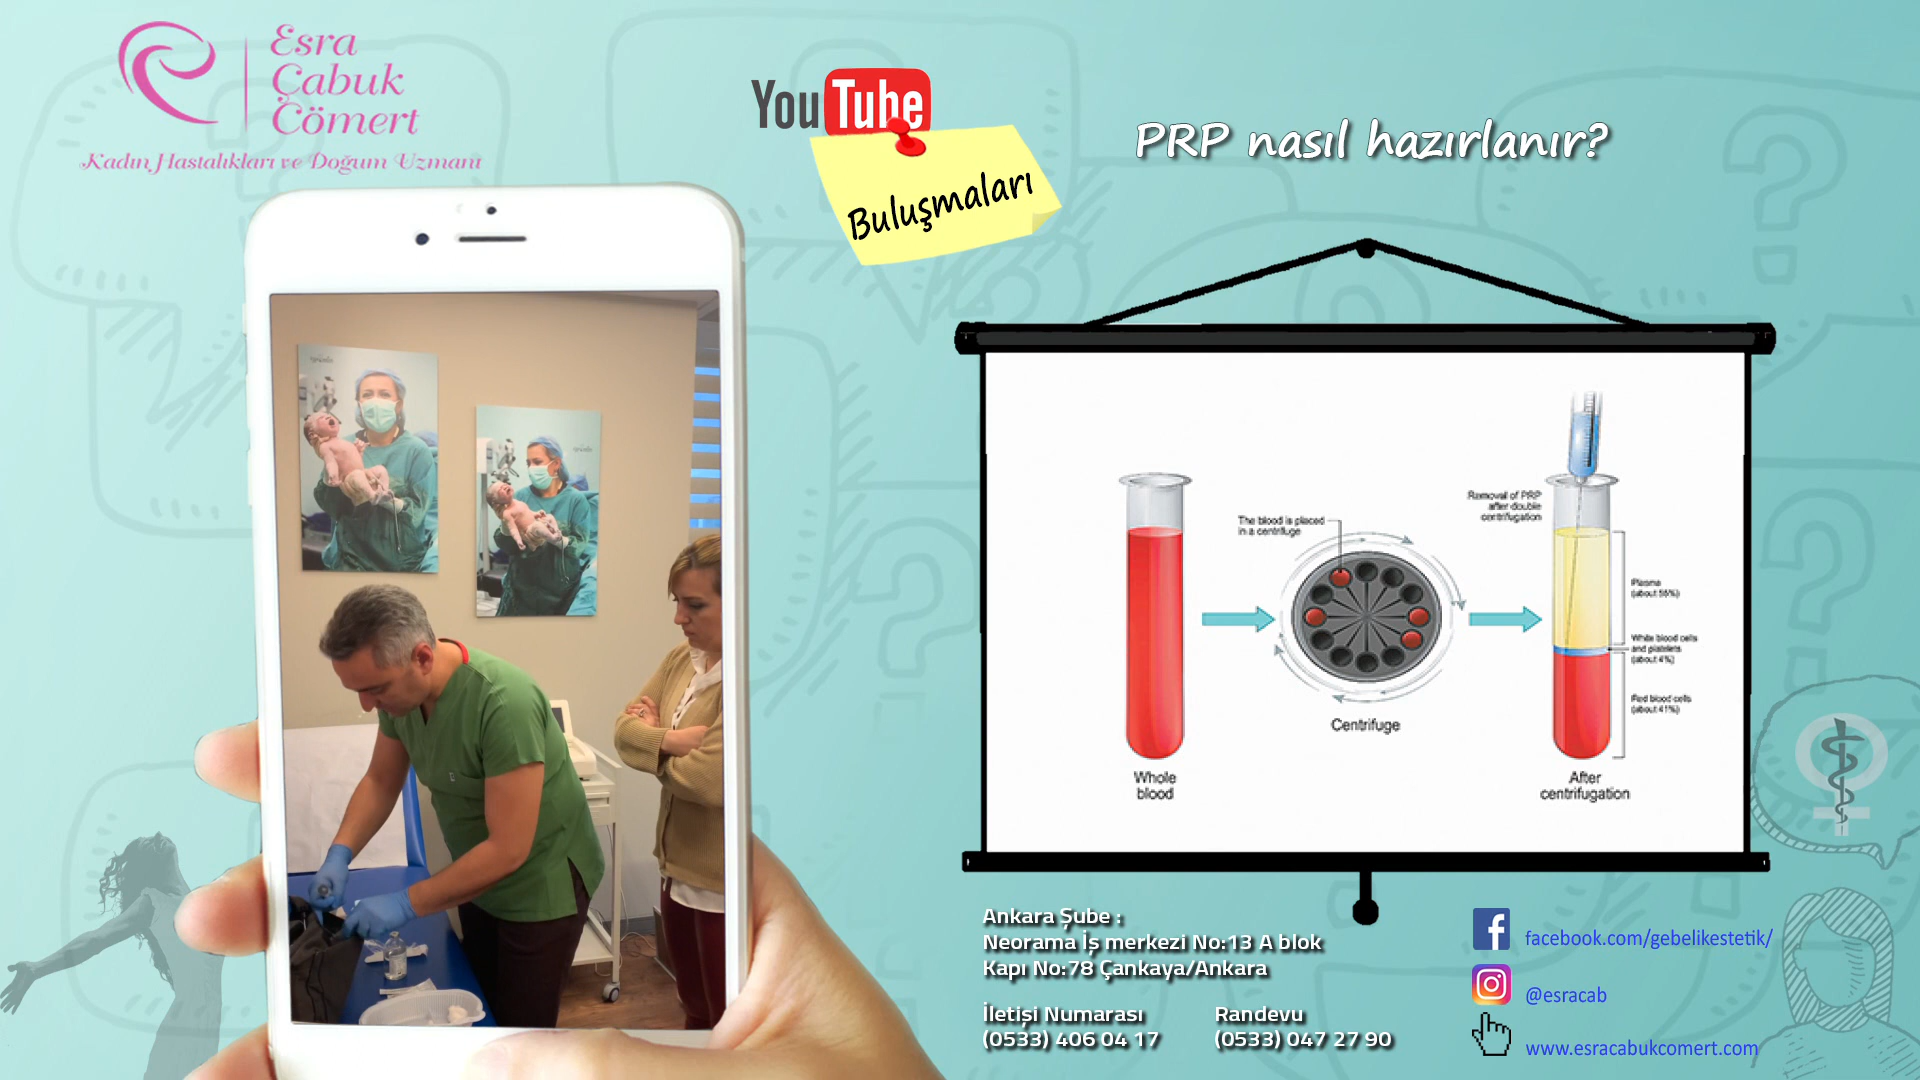 Esra
Çabuk
Çömert
Kadın Hastalıkları ve Doğum Uzmanı
YouTube
Buluşmaları
PRP nasıl hazırlanır?
Removal of PRP
after double
centrifugation
The blood is placed
in a centrifuge
Plasma
(about 55%)
White blood cells
and platelets
(about 4%)
Red blood cells
(about 41%)
Centrifuge
Whole
blood
After
centrifugation
Ankara Şube :
Neorama İş merkezi No:13 A blok
Kapı No:78 Çankaya/Ankara
İletişi Numarası
(0533) 406 04 17
Randevu
(0533) 047 27 90
facebook.com/gebelikestetik/
@esracab
www.esracabukcomert.com